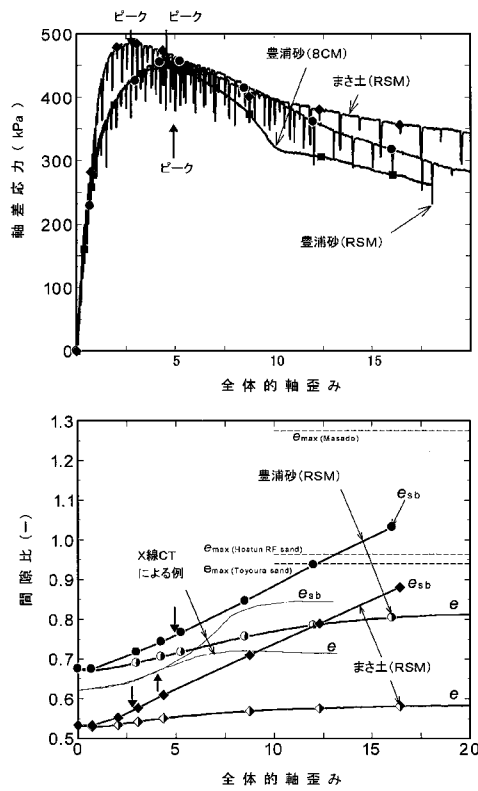 ピーク ピーク
500
400
300
200
100
0
軸差応力 (kPa)
豊浦砂(8CM)
まさ土(RSM)
ピーク
豊浦砂(RSM)
0 5 10 15 20
全体的軸歪み
1.3
1.2
1.1
1.0
0.9
0.8
0.7
0.6
0.5
間隙比(ー)
emax (Masado)
豊浦砂(RSM)
esb
X線CT
による例
emax (Hostun RF sand)
emax (Toyoura sand)
esb
esb
e
e
まさ土(RSM)
e
0 5 10 15 20
全体的軸歪み